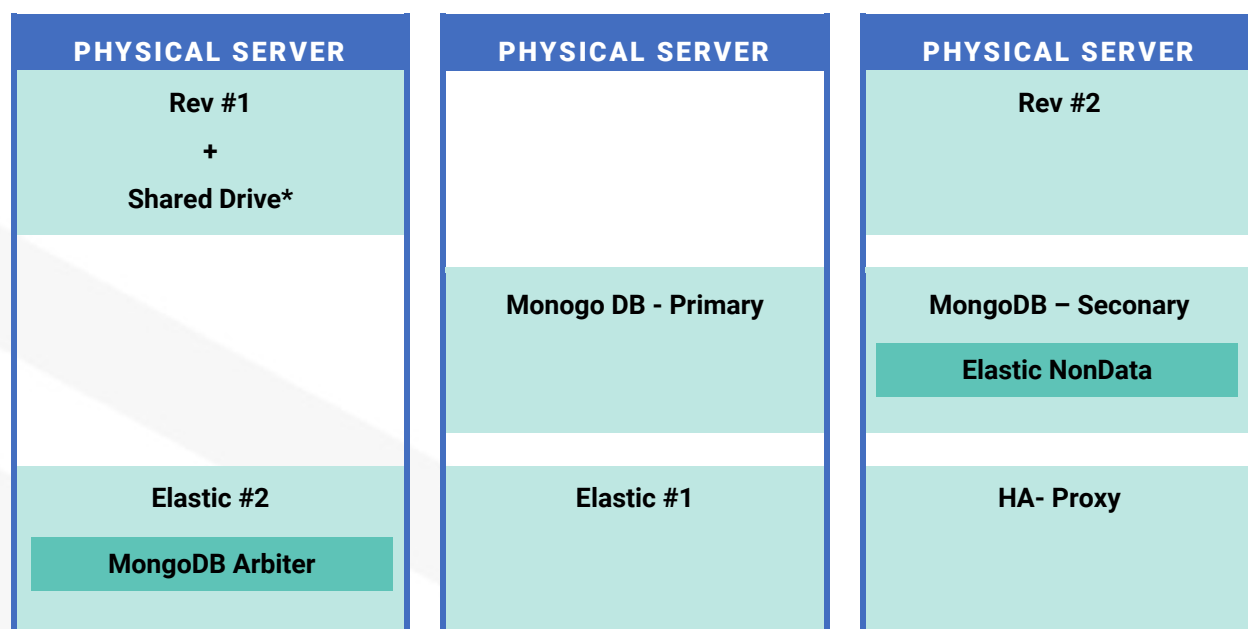 PHYSICAL SERVER
Rev #1
+
Shared Drive*
Elastic #2
MongoDB Arbiter
PHYSICAL SERVER
Monogo DB - Primary
Elastic #1
PHYSICAL SERVER
Rev #2
MongoDB – Seconary
Elastic NonData
HA- Proxy